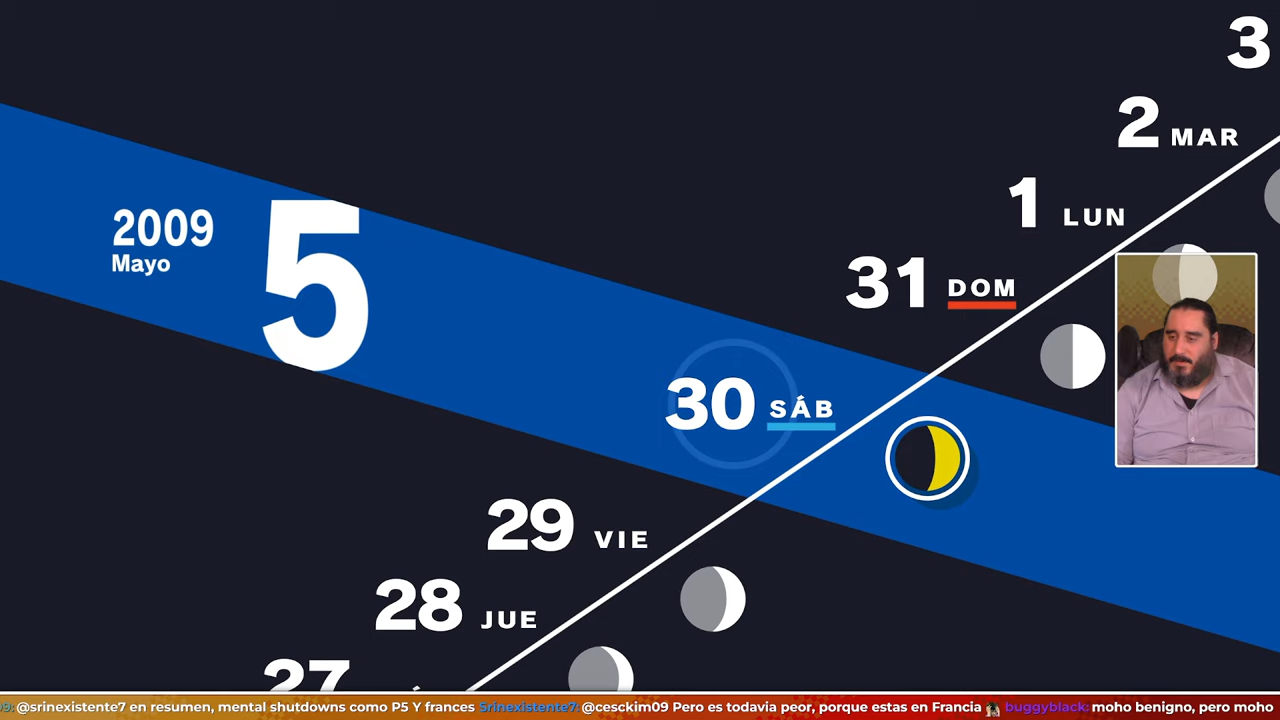 3
2 MAR
1 LUN
2009
Mayo
5
31 DOM
30 SÁB
29 VIE
28 JUE
27
09: @srinexistente7 en resumen, mental shutdowns como P5 Y frances Srinexistente7: @cesckim09 Pero es todavia peor, porque estas en Francia buggyblack: moho benigno, pero moho